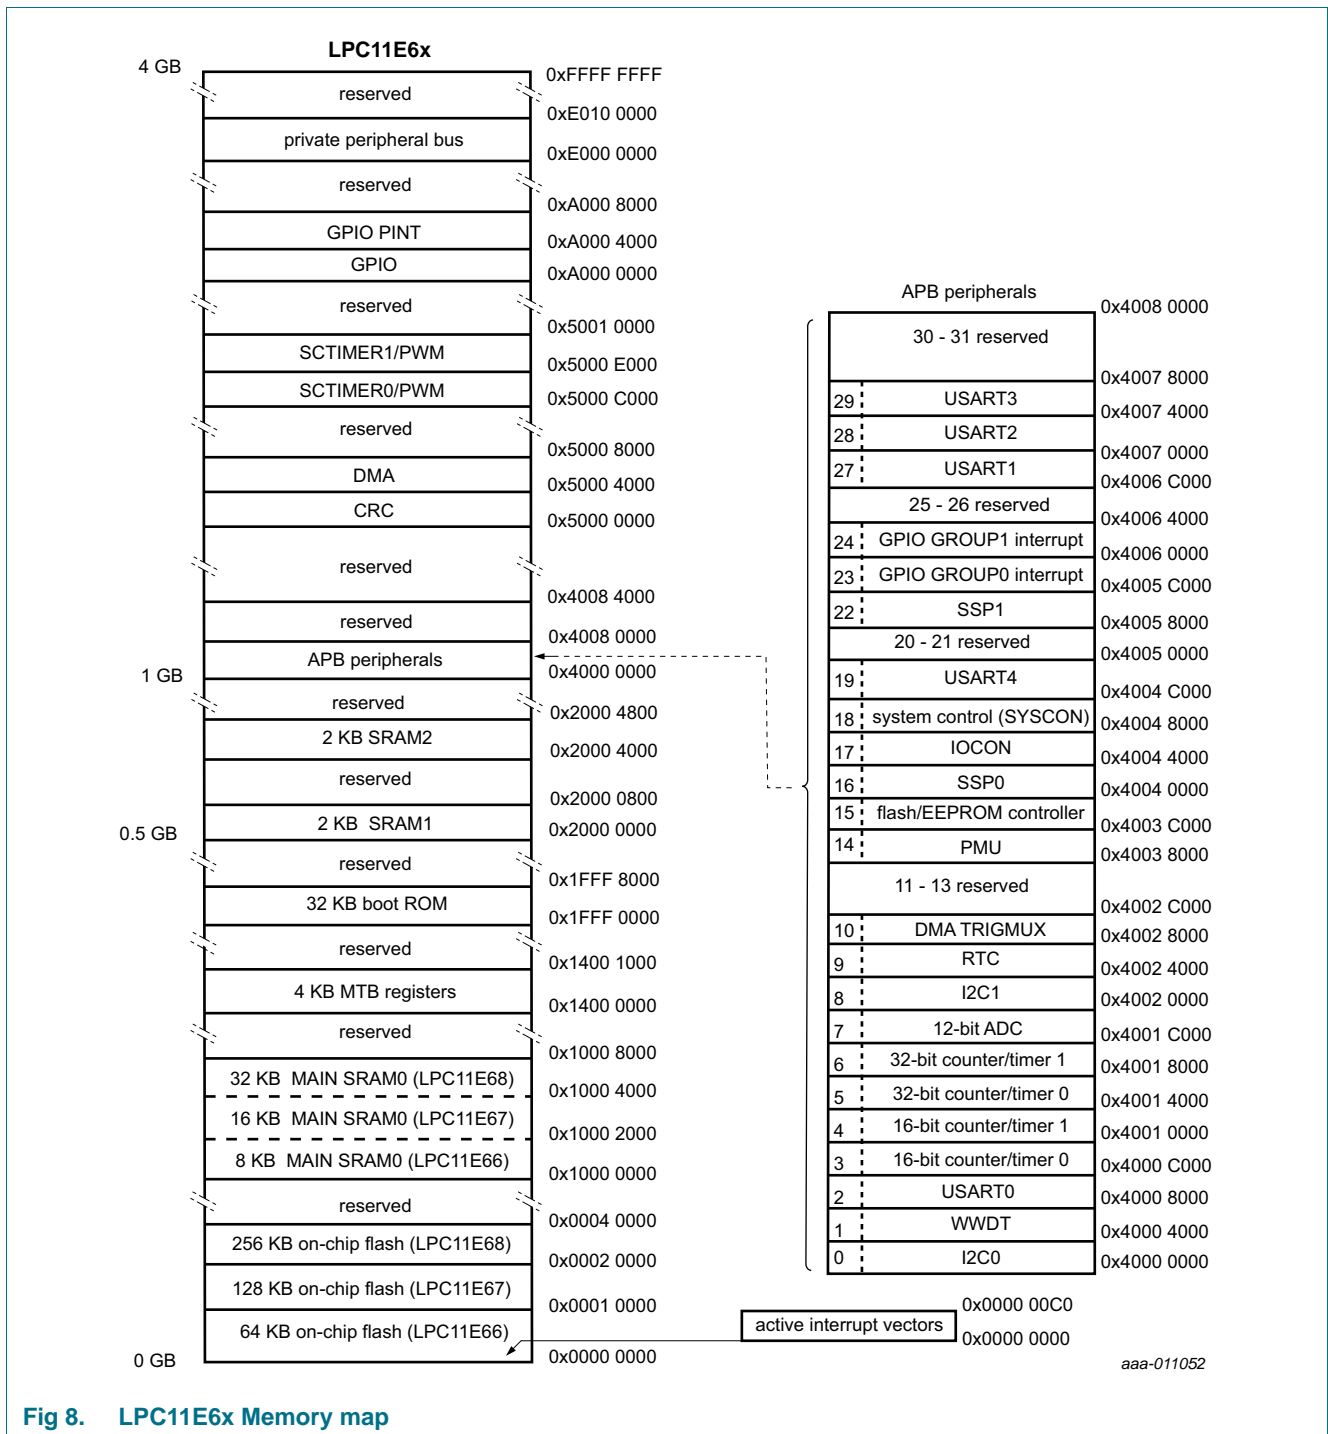 LPC11E6x
4 GB
0xFFFF FFFF
reserved
0xE010 0000
private peripheral bus
0xE000 0000
reserved
0xA000 8000
GPIO PINT
0xA000 4000
GPIO
0xA000 0000
reserved
0x5001 0000
SCTIMER1/PWM
0x5000 E000
SCTIMER0/PWM
0x5000 C000
reserved
0x5000 8000
DMA
0x5000 4000
CRC
0x5000 0000
reserved
0x4008 4000
reserved
0x4008 0000
APB peripherals
1 GB
0x4000 0000
reserved
0x2000 4800
2 KB SRAM2
0x2000 4000
reserved
0x2000 0800
2 KB SRAM1
0.5 GB
0x2000 0000
reserved
0x1FFF 8000
32 KB boot ROM
0x1FFF 0000
reserved
0x1400 1000
4 KB MTB registers
0x1400 0000
reserved
0x1000 8000
32 KB MAIN SRAM0 (LPC11E68)
0x1000 4000
16 KB MAIN SRAM0 (LPC11E67)
0x1000 2000
8 KB MAIN SRAM0 (LPC11E66)
0x1000 0000
reserved
0x0004 0000
256 KB on-chip flash (LPC11E68)
0x0002 0000
128 KB on-chip flash (LPC11E67)
0x0001 0000
64 KB on-chip flash (LPC11E66)
0 GB
0x0000 0000
APB peripherals
0x4008 0000
30 - 31 reserved
0x4007 8000
29 USART3
0x4007 4000
28 USART2
0x4007 0000
27 USART1
0x4006 C000
25 - 26 reserved
0x4006 4000
24 GPIO GROUP1 interrupt
0x4006 0000
23 GPIO GROUP0 interrupt
0x4005 C000
22 SSP1
0x4005 8000
20 - 21 reserved
0x4005 0000
19 USART4
0x4004 C000
18 system control (SYSCON)
0x4004 8000
17 IOCON
0x4004 4000
16 SSP0
0x4004 0000
15 flash/EEPROM controller
0x4003 C000
14 PMU
0x4003 8000
11 - 13 reserved
0x4002 C000
10 DMA TRIGMUX
0x4002 8000
9 RTC
0x4002 4000
8 I2C1
0x4002 0000
7 12-bit ADC
0x4001 C000
6 32-bit counter/timer 1
0x4001 8000
5 32-bit counter/timer 0
0x4001 4000
4 16-bit counter/timer 1
0x4001 0000
3 16-bit counter/timer 0
0x4000 C000
2 USART0
0x4000 8000
1 WWDT
0x4000 4000
0 I2C0
0x4000 0000
0x0000 00C0
active interrupt vectors
0x0000 0000
aaa-011052
Fig 8. LPC11E6x Memory map